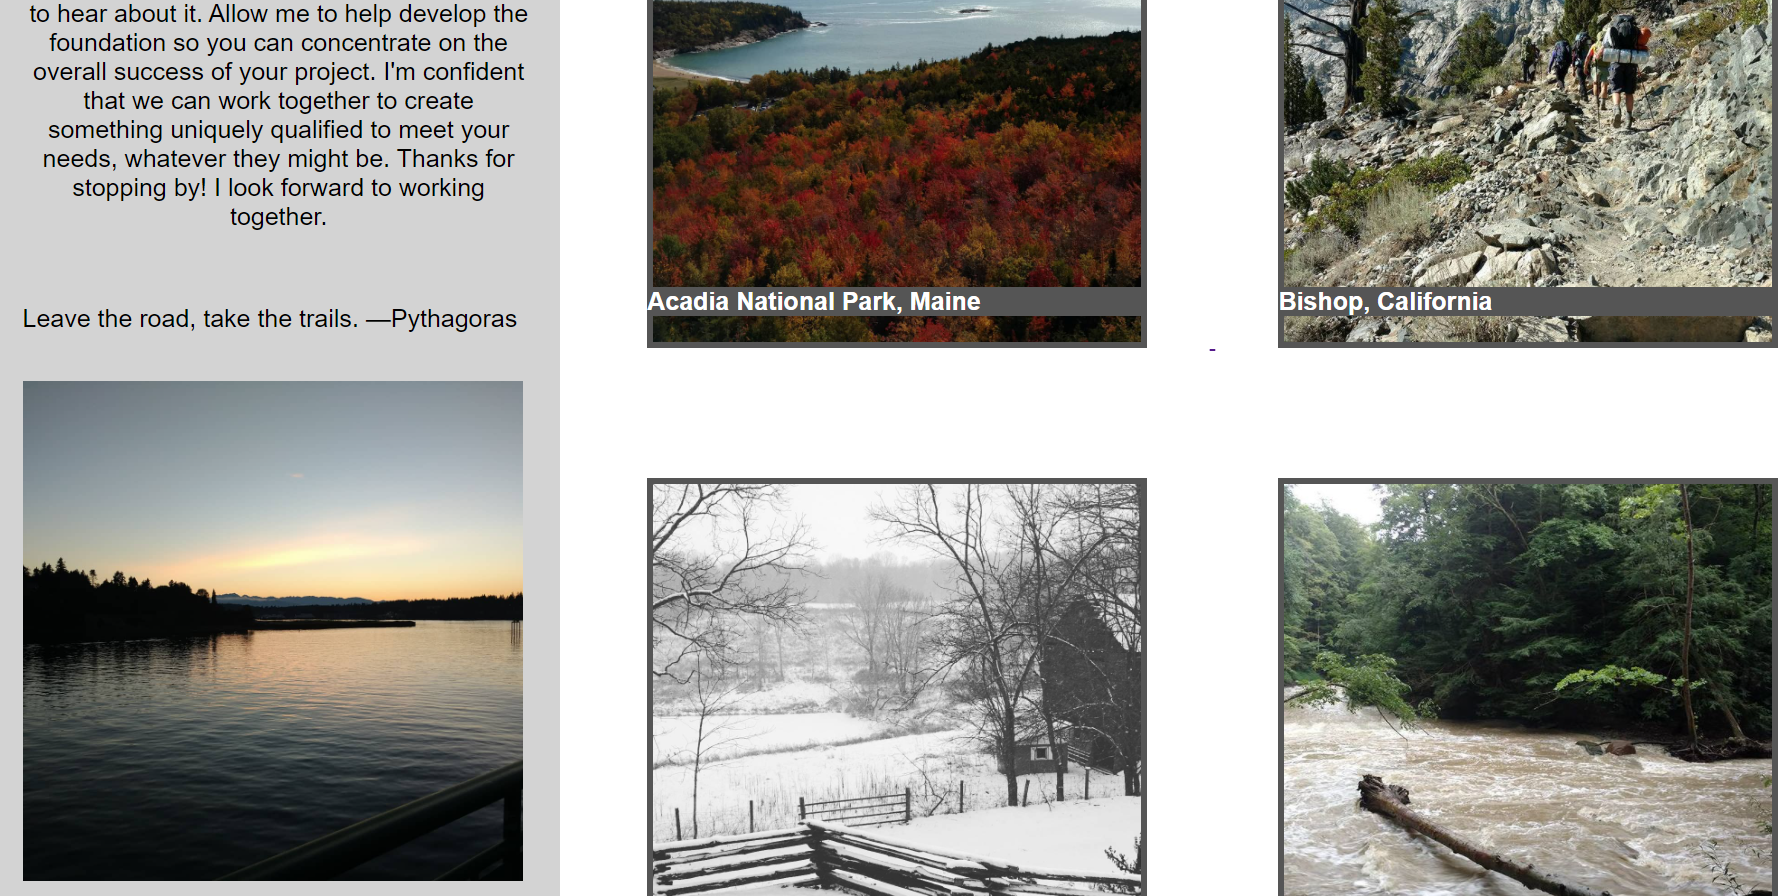 to hear about it. Allow me to help develop the
foundation so you can concentrate on the
overall success of your project. I'm confident
that we can work together to create
something uniquely qualified to meet your
needs, whatever they might be. Thanks for
stopping by! I look forward to working
together.
Leave the road, take the trails. —Pythagoras
Acadia National Park, Maine
Bishop, California